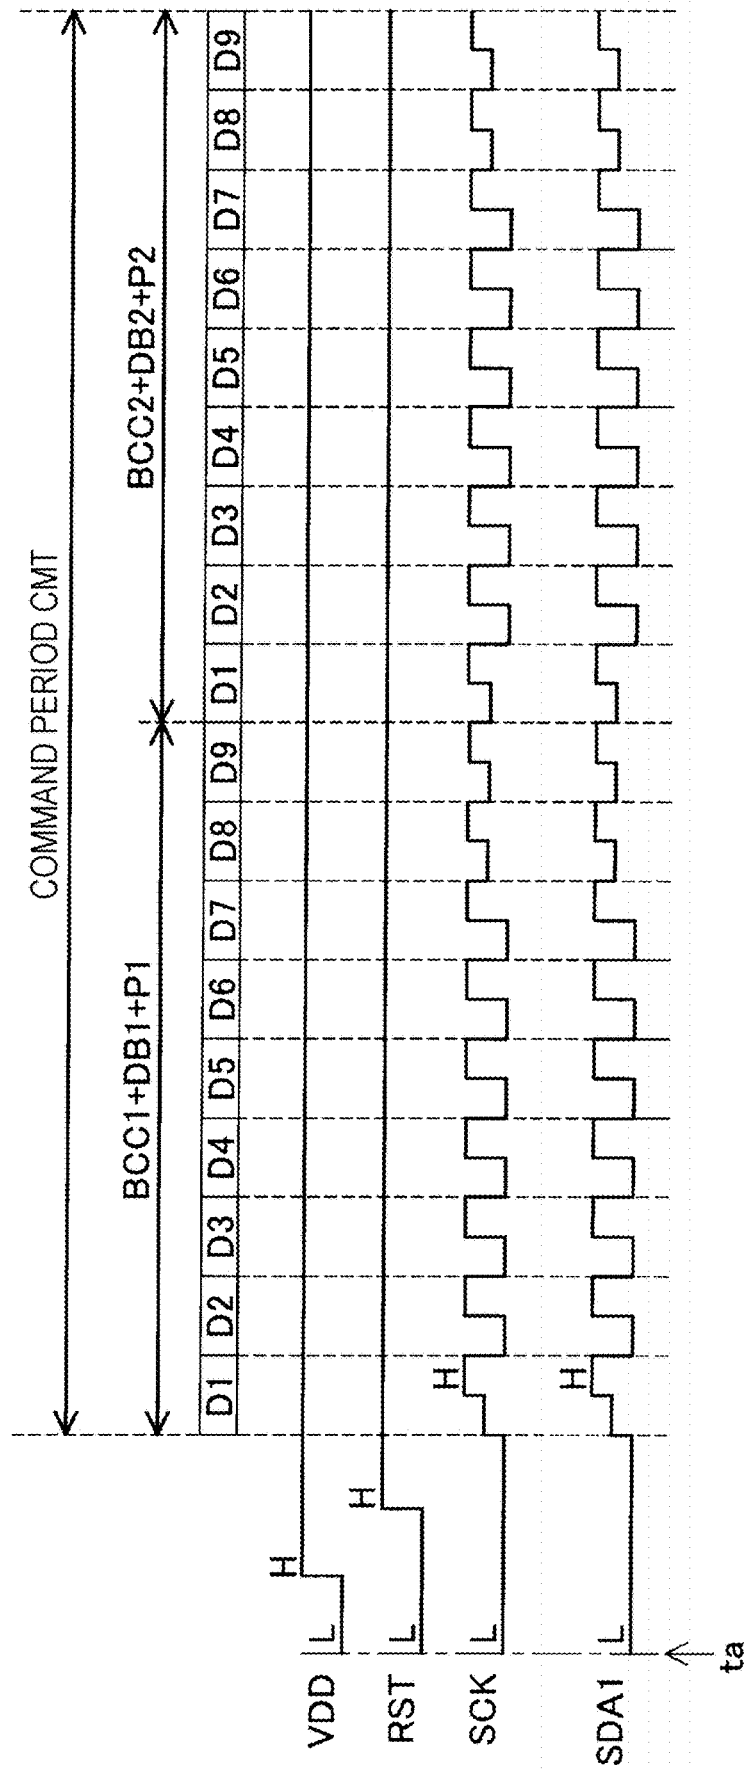 COMMAND PERIOD CMT
BCC1+DB1+P1 BCC2+DB2+P2
D1 D2 D3 D4 D5 D6 D7 D8 D9 D1 D2 D3 D4 D5 D6 D7 D8 D9
VDD L H
RST L H
SCK L H
SDA1 L H
ta